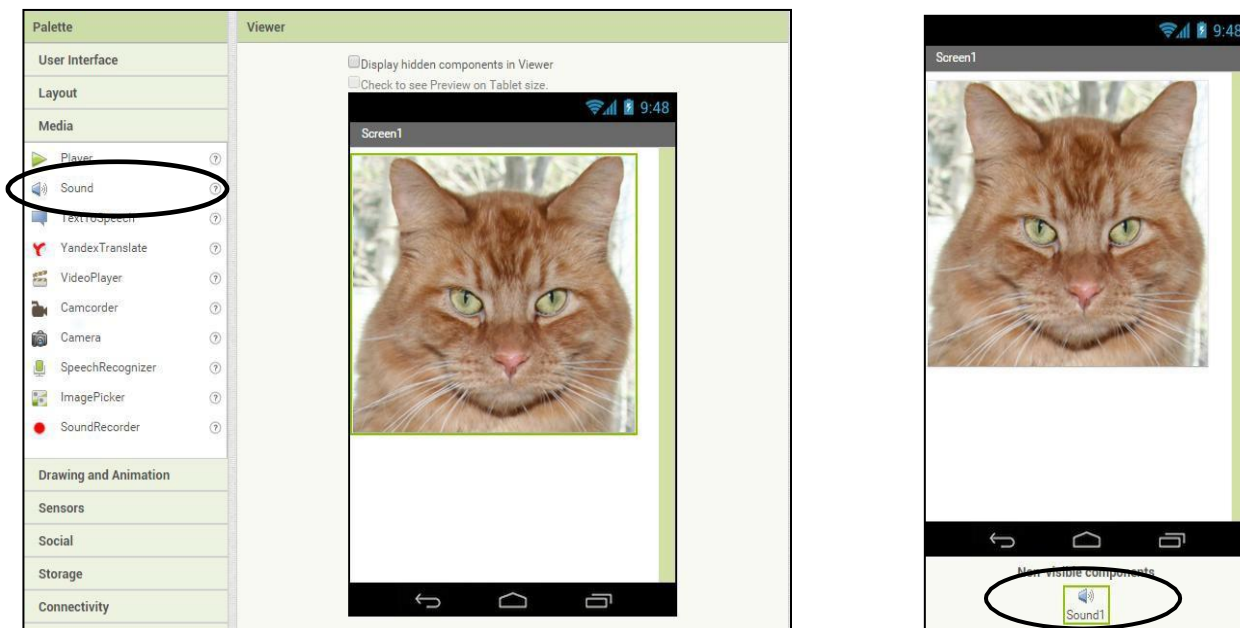 Palette
User Interface
Layout
Media
Player
Sound
TextToSpeech
YandexTranslate
VideoPlayer
Camcorder
Camera
SpeechRecognizer
ImagePicker
SoundRecorder
Drawing and Animation
Sensors
Social
Storage
Connectivity
Viewer
Display hidden components in Viewer
Check to see Preview on Tablet size.
9:48
Screen1
9:48
Screen1
Non-visible components
Sound1